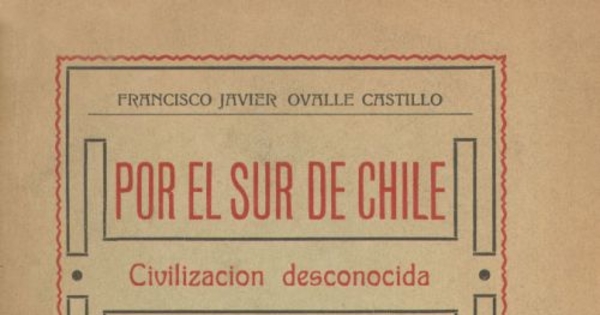 FRANCISCO JAVIER OVALLE CASTILLO
POR EL SUR DE CHILE
Civilizacion desconocida